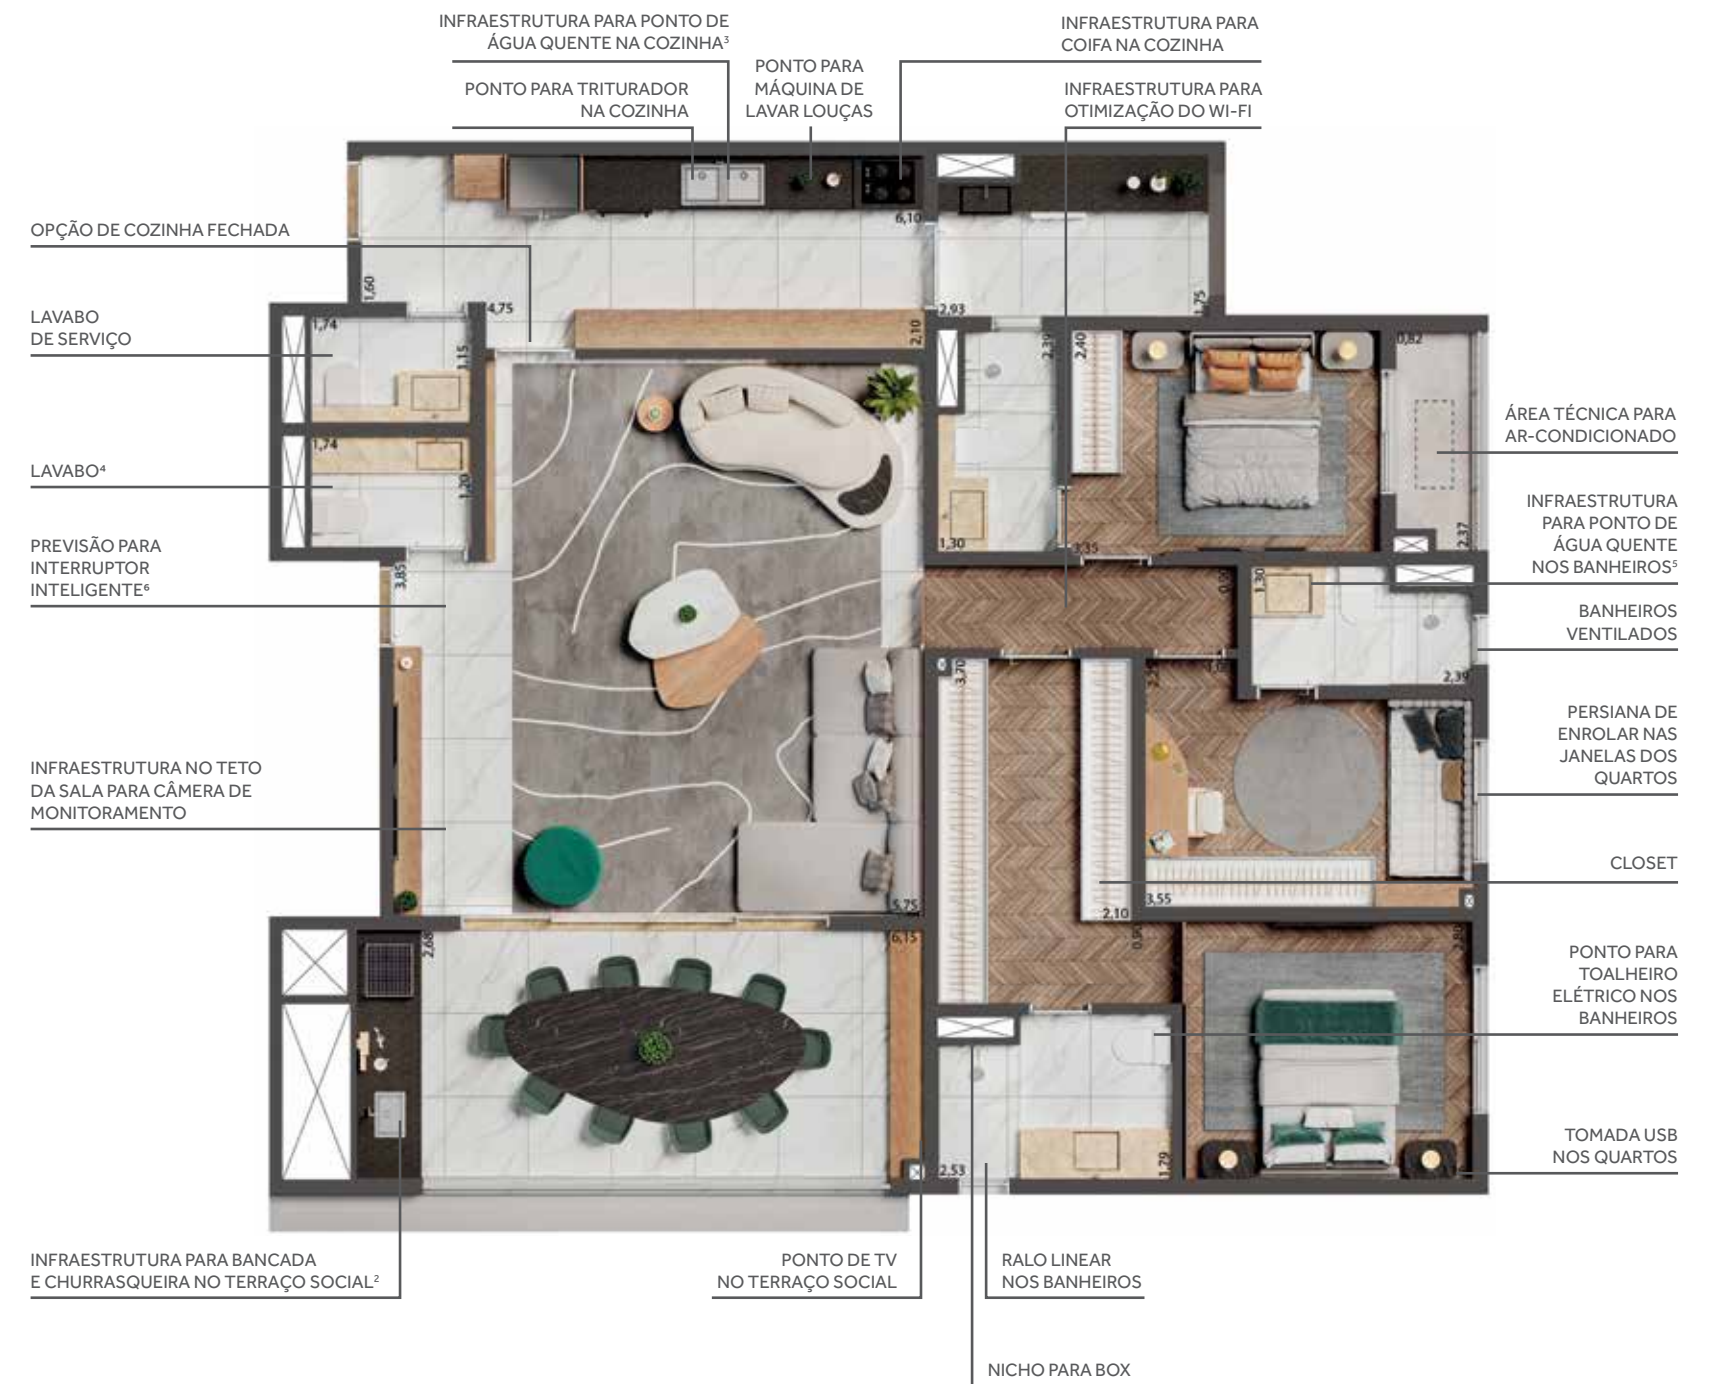 INFRAESTRUTURA PARA PONTO DE
ÁGUA QUENTE NA COZINHA³
PONTO PARA TRITURADOR
NA COZINHA
PONTO PARA
MÁQUINA DE
LAVAR LOUÇAS
INFRAESTRUTURA PARA
COIFA NA COZINHA
INFRAESTRUTURA PARA
OTIMIZAÇÃO DO WI-FI
OPÇÃO DE COZINHA FECHADA
LAVABO
DE SERVIÇO
LAVABO⁴
PREVISÃO PARA
INTERRUPTOR
INTELIGENTE⁶
INFRAESTRUTURA NO TETO
DA SALA PARA CÂMERA DE
MONITORAMENTO
INFRAESTRUTURA PARA BANCADA
E CHURRASQUEIRA NO TERRAÇO SOCIAL²
6,10
1,60
4,75
2,93
1,75
2,10
1,74
1,15
2,39
2,40
0,82
1,74
1,20
1,30
3,35
2,37
3,85
1,30
3,70
2,39
5,75
2,10
3,55
0,90
2,68
6,15
2,53
1,79
ÁREA TÉCNICA PARA
AR-CONDICIONADO
INFRAESTRUTURA
PARA PONTO DE
ÁGUA QUENTE
NOS BANHEIROS⁵
BANHEIROS
VENTILADOS
PERSIANA DE
ENROLAR NAS
JANELAS DOS
QUARTOS
CLOSET
PONTO PARA
TOALHEIRO
ELÉTRICO NOS
BANHEIROS
TOMADA USB
NOS QUARTOS
PONTO DE TV
NO TERRAÇO SOCIAL
RALO LINEAR
NOS BANHEIROS
NICHO PARA BOX